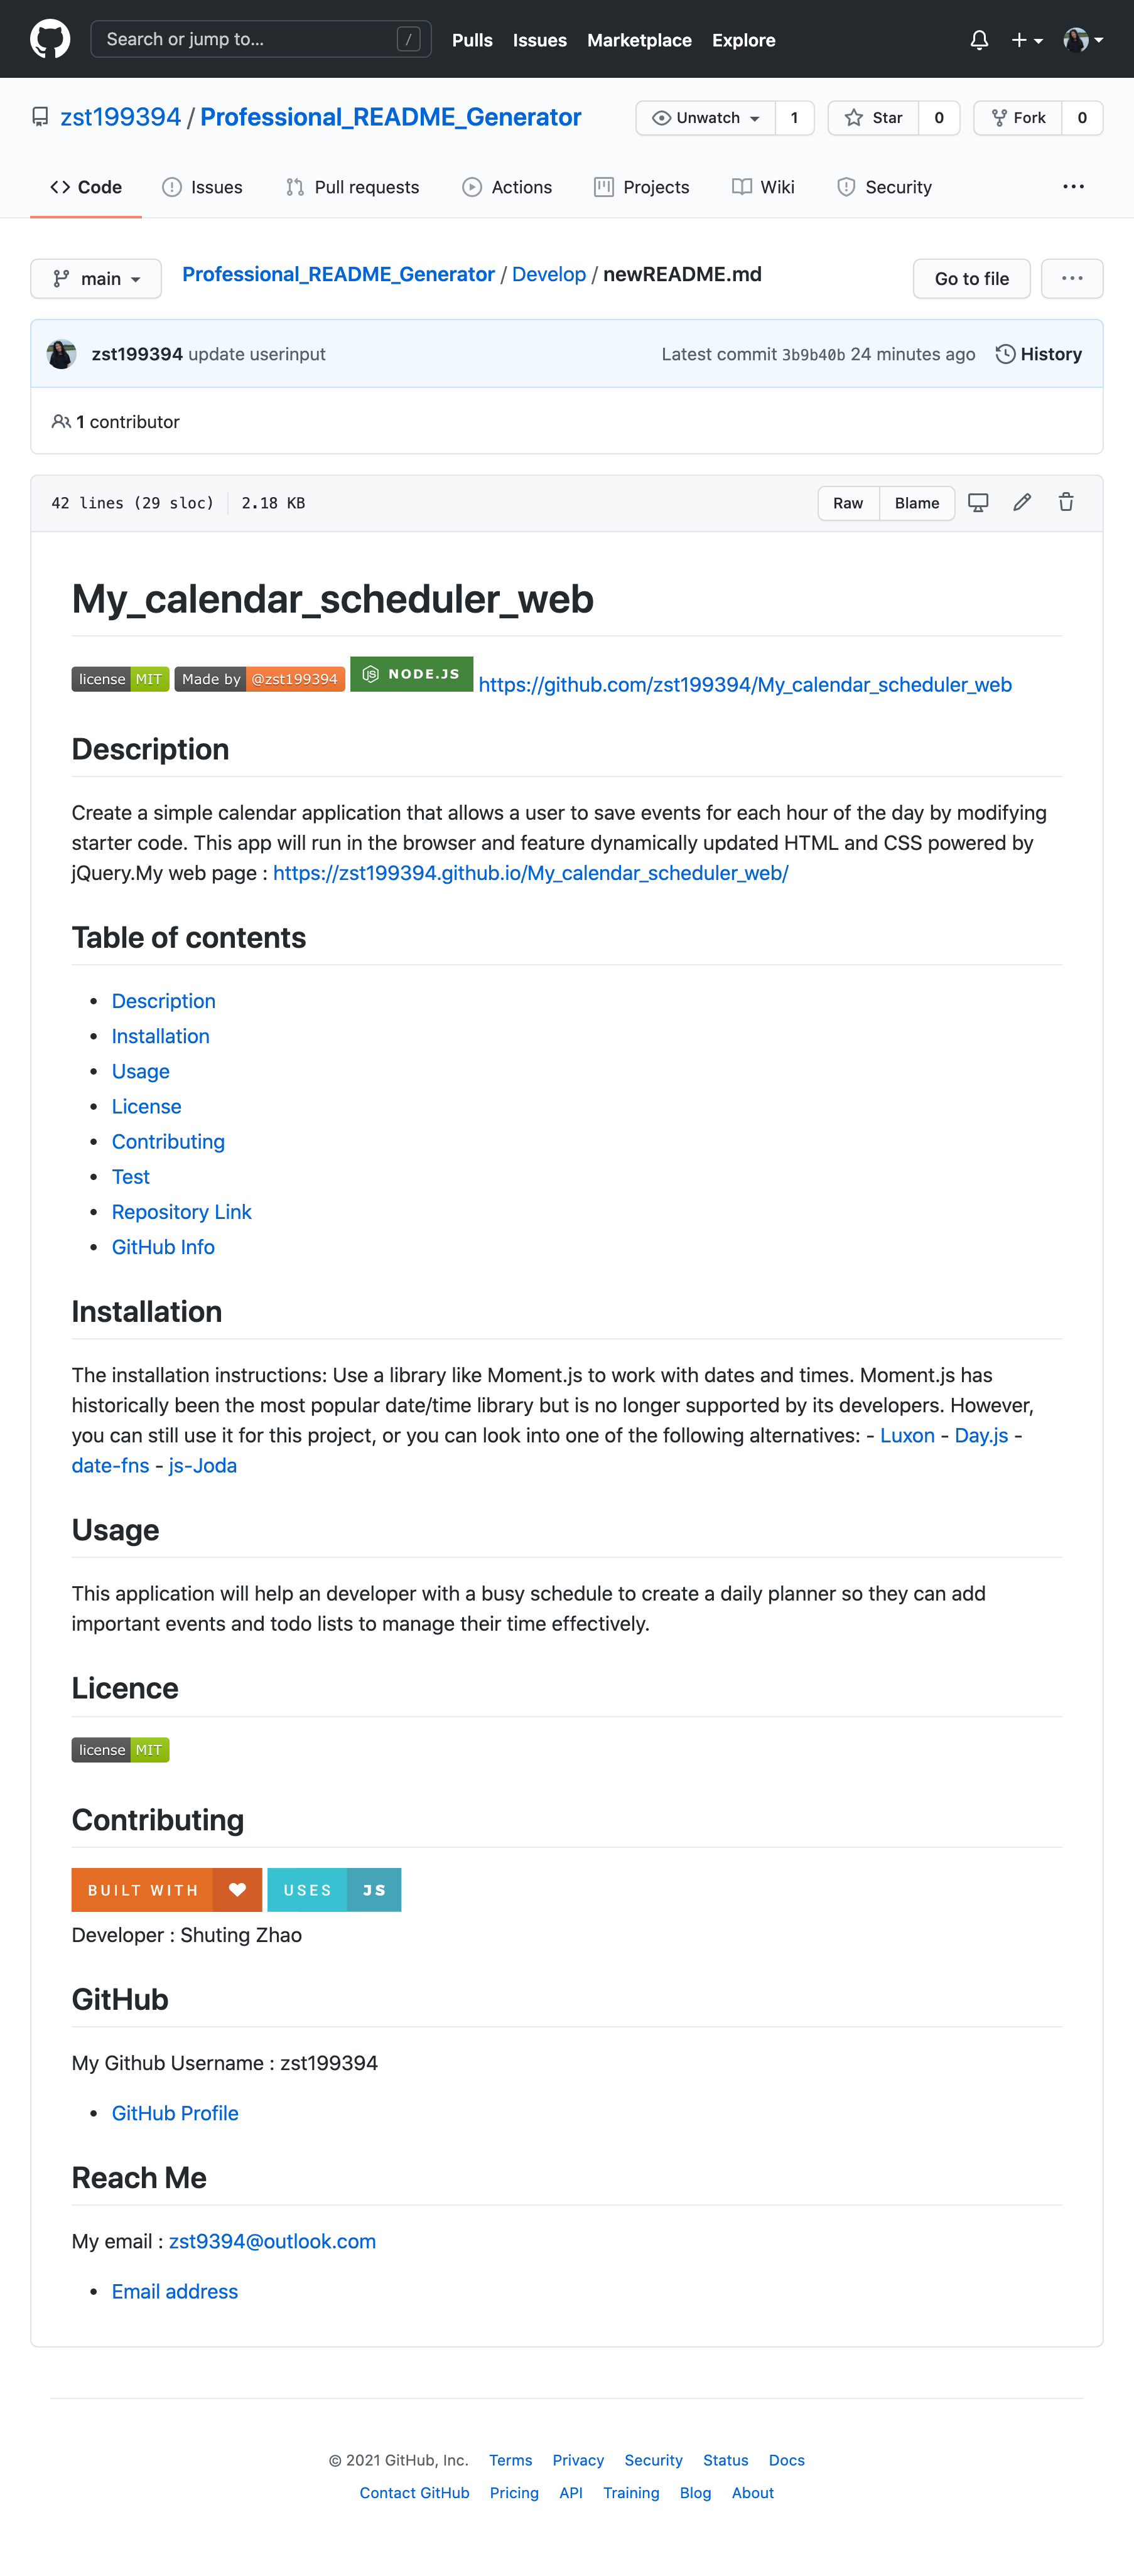 Search or jump to... /
Pulls Issues Marketplace Explore
zst199394 / Professional_README_Generator
Unwatch 1 Star 0 Fork 0
Code Issues Pull requests Actions Projects Wiki Security
main
Professional_README_Generator / Develop / newREADME.md
Go to file
zst199394 update userinput
Latest commit 3b9b40b 24 minutes ago History
1 contributor
42 lines (29 sloc) 2.18 KB
Raw Blame
My_calendar_scheduler_web
license MIT Made by @zst199394 NODE.JS https://github.com/zst199394/My_calendar_scheduler_web
Description
Create a simple calendar application that allows a user to save events for each hour of the day by modifying
starter code. This app will run in the browser and feature dynamically updated HTML and CSS powered by
jQuery.My web page : https://zst199394.github.io/My_calendar_scheduler_web/
Table of contents
• Description
• Installation
• Usage
• License
• Contributing
• Test
• Repository Link
• GitHub Info
Installation
The installation instructions: Use a library like Moment.js to work with dates and times. Moment.js has
historically been the most popular date/time library but is no longer supported by its developers. However,
you can still use it for this project, or you can look into one of the following alternatives: - Luxon - Day.js -
date-fns - js-Joda
Usage
This application will help an developer with a busy schedule to create a daily planner so they can add
important events and todo lists to manage their time effectively.
Licence
license MIT
Contributing
BUILT WITH USES JS
Developer : Shuting Zhao
GitHub
My Github Username : zst199394
• GitHub Profile
Reach Me
My email : zst9394@outlook.com
• Email address
© 2021 GitHub, Inc. Terms Privacy Security Status Docs
Contact GitHub Pricing API Training Blog About